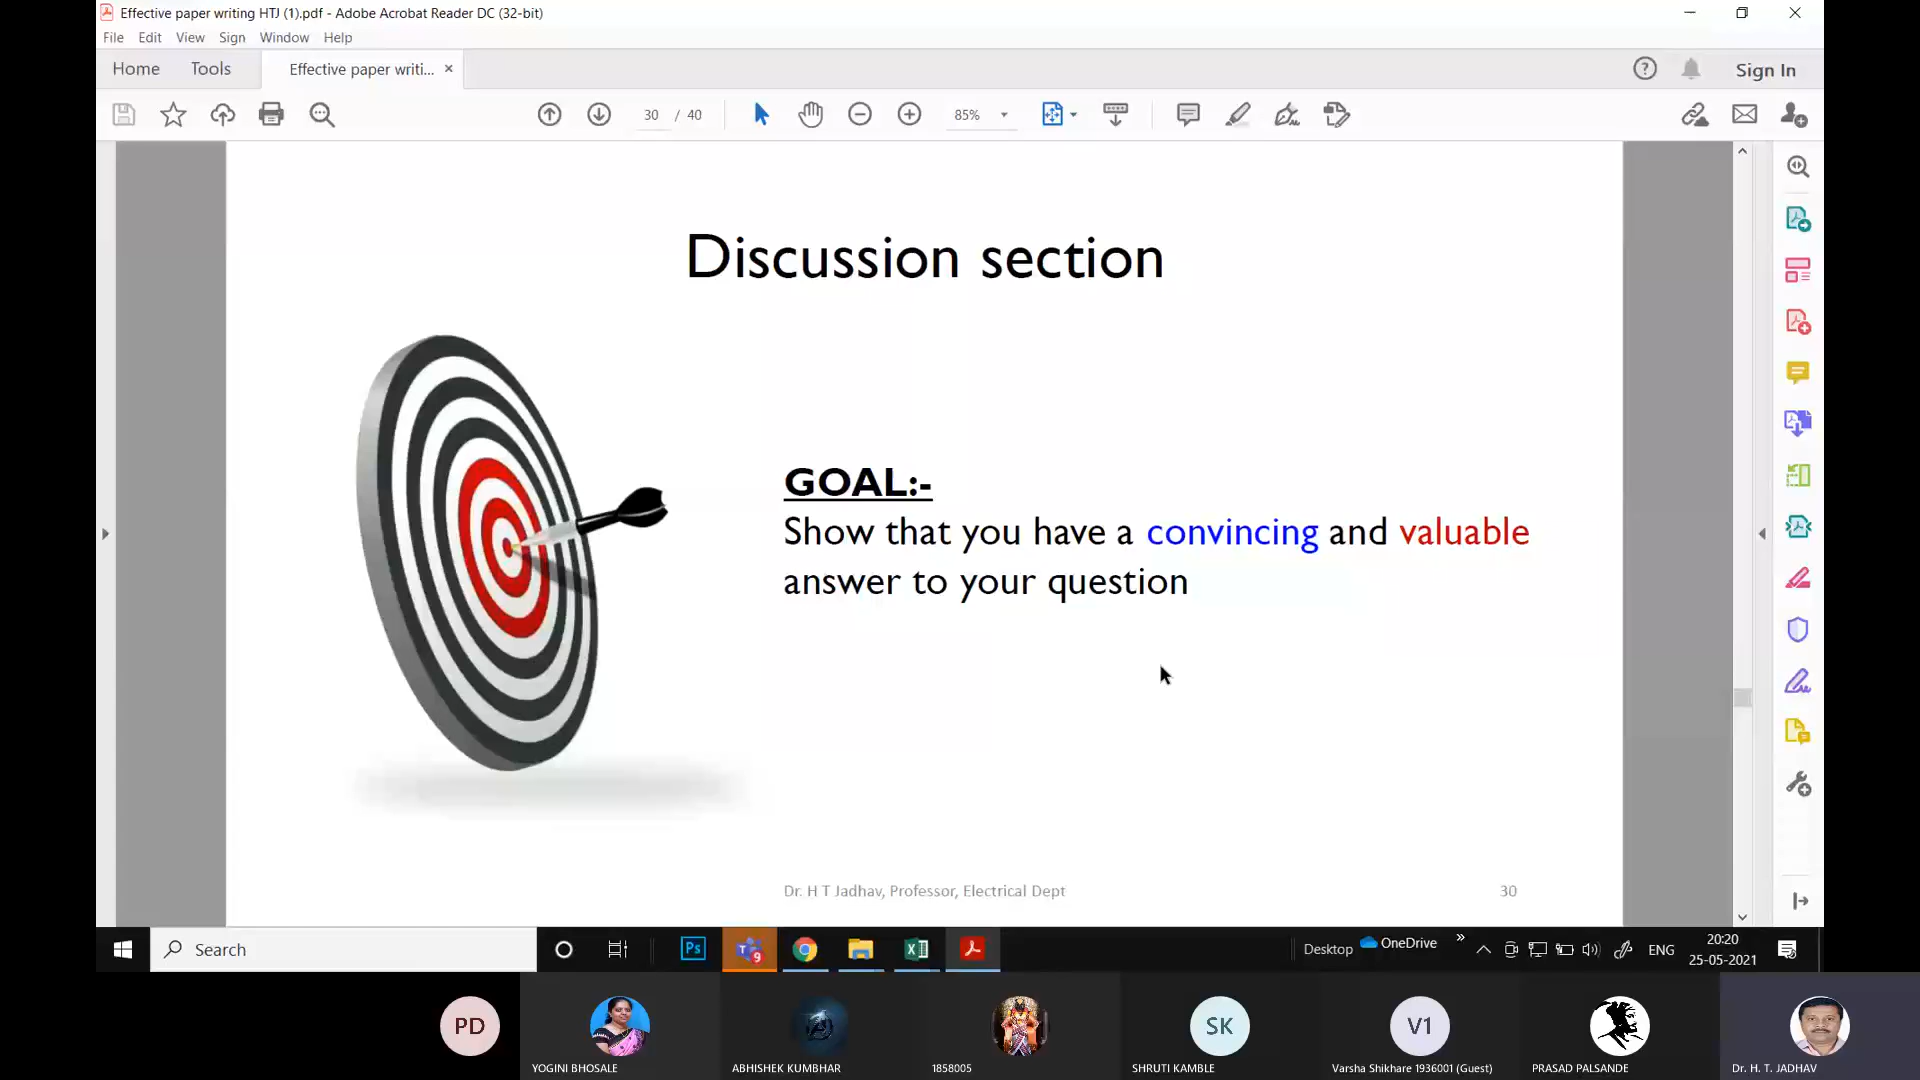 Effective paper writing HTJ (1).pdf - Adobe Acrobat Reader DC (32-bit)
File Edit View Sign Window Help
Home Tools Effective paper writi... × Sign In
30 / 40 85%
Discussion section
GOAL:-
Show that you have a convincing and valuable
answer to your question
Dr. H T Jadhav, Professor, Electrical Dept 30
Search Ps T 9 Desktop OneDrive » ENG 20:20
25-05-2021
PD SK V1
YOGINI BHOSALE ABHISHEK KUMBHAR 1858005 SHRUTI KAMBLE Varsha Shikhare 1936001 (Guest) PRASAD PALSANDE Dr. H. T. JADHAV